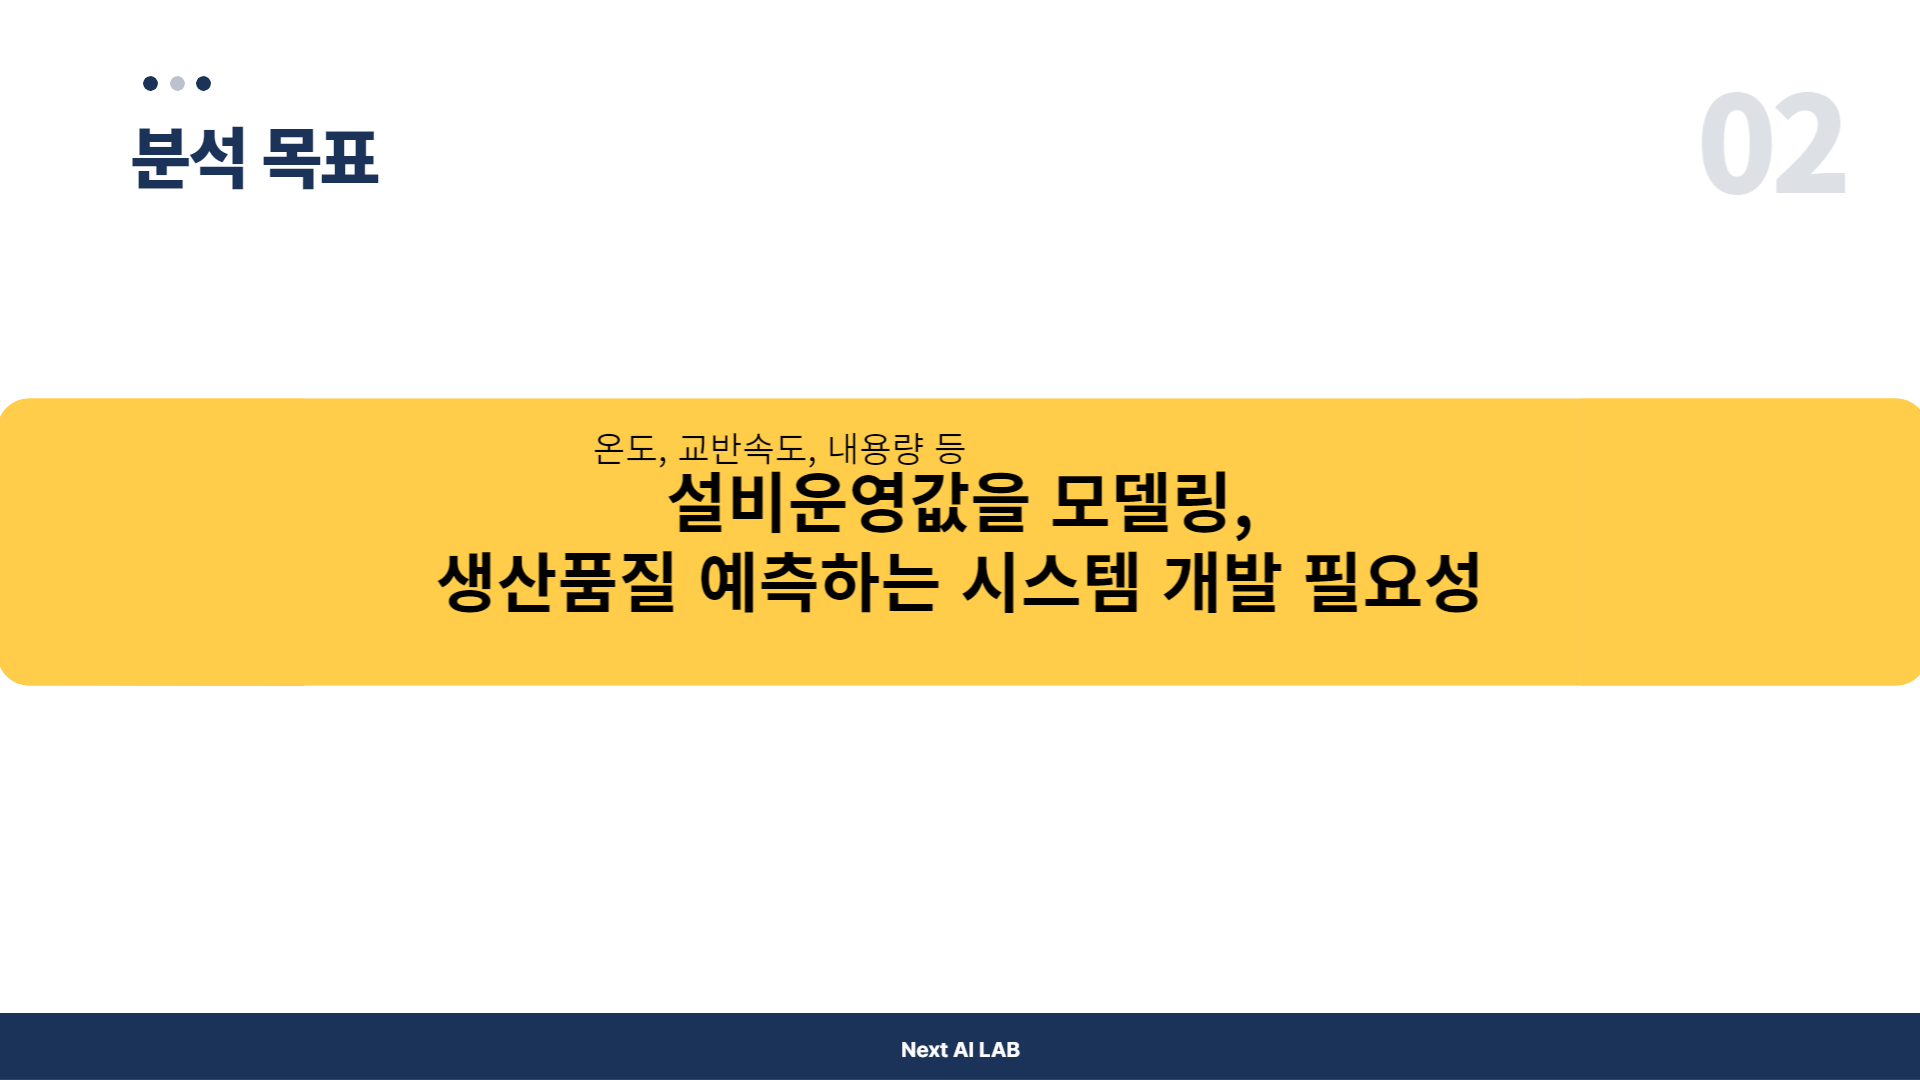 분석 목표
02
온도, 교반속도, 내용량 등
설비운영값을 모델링,
생산품질 예측하는 시스템 개발 필요성
Next AI LAB